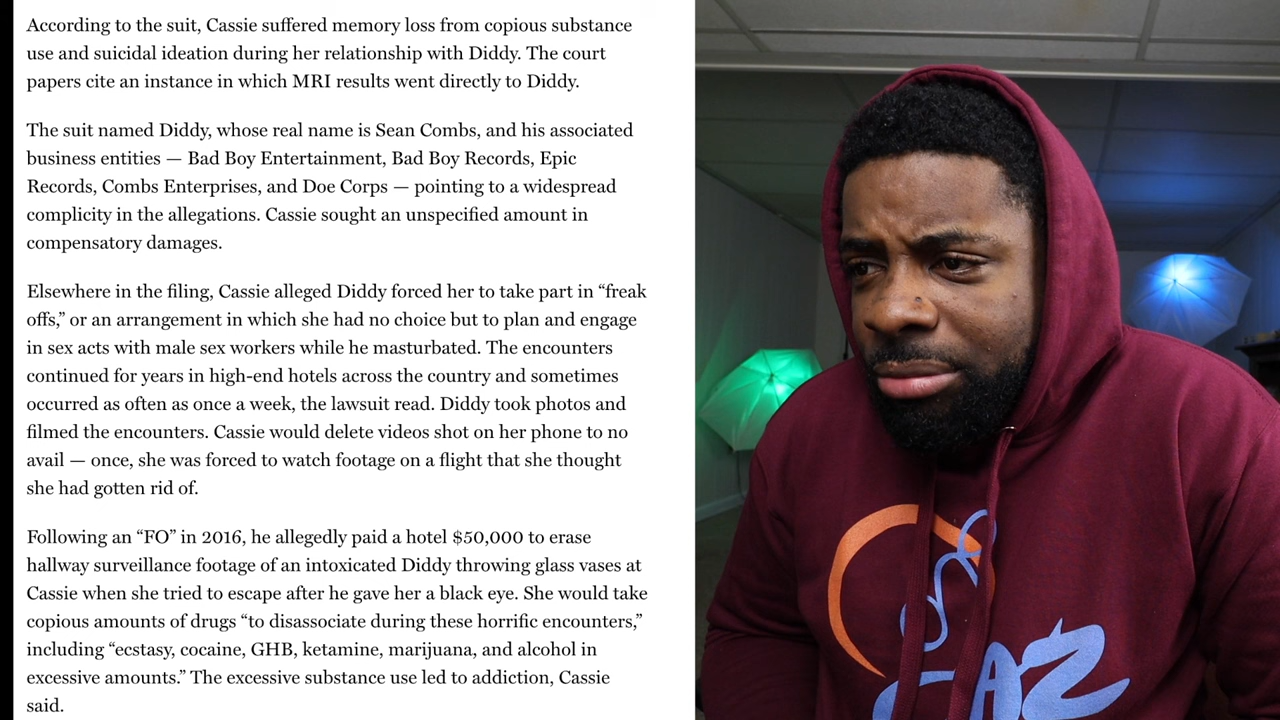 According to the suit, Cassie suffered memory loss from copious substance
use and suicidal ideation during her relationship with Diddy. The court
papers cite an instance in which MRI results went directly to Diddy.
The suit named Diddy, whose real name is Sean Combs, and his associated
business entities — Bad Boy Entertainment, Bad Boy Records, Epic
Records, Combs Enterprises, and Doe Corps — pointing to a widespread
complicity in the allegations. Cassie sought an unspecified amount in
compensatory damages.
Elsewhere in the filing, Cassie alleged Diddy forced her to take part in “freak
offs,” or an arrangement in which she had no choice but to plan and engage
in sex acts with male sex workers while he masturbated. The encounters
continued for years in high-end hotels across the country and sometimes
occurred as often as once a week, the lawsuit read. Diddy took photos and
filmed the encounters. Cassie would delete videos shot on her phone to no
avail — once, she was forced to watch footage on a flight that she thought
she had gotten rid of.
Following an “FO” in 2016, he allegedly paid a hotel $50,000 to erase
hallway surveillance footage of an intoxicated Diddy throwing glass vases at
Cassie when she tried to escape after he gave her a black eye. She would take
copious amounts of drugs “to disassociate during these horrific encounters,”
including “ecstasy, cocaine, GHB, ketamine, marijuana, and alcohol in
excessive amounts.” The excessive substance use led to addiction, Cassie
said.